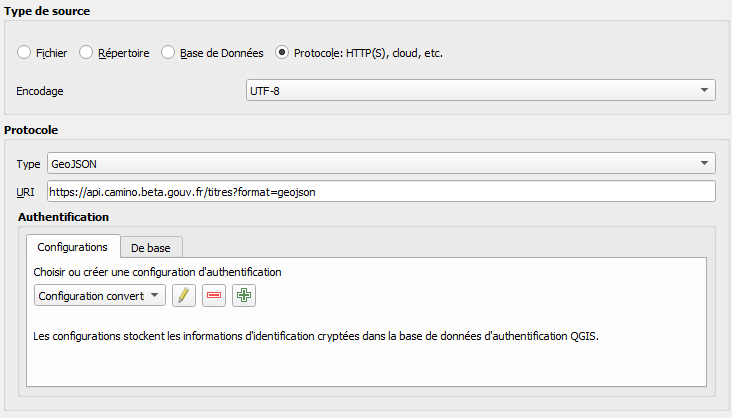 Type de source
Fichier Répertoire Base de Données Protocole: HTTP(S), cloud, etc.
Encodage UTF-8
Protocole
Type GeoJSON
URI https://api.camino.beta.gouv.fr/titres?format=geojson
Authentification
Configurations De base
Choisir ou créer une configuration d'authentification
Configuration convert
Les configurations stockent les informations d'identification cryptées dans la base de données d'authentification QGIS.